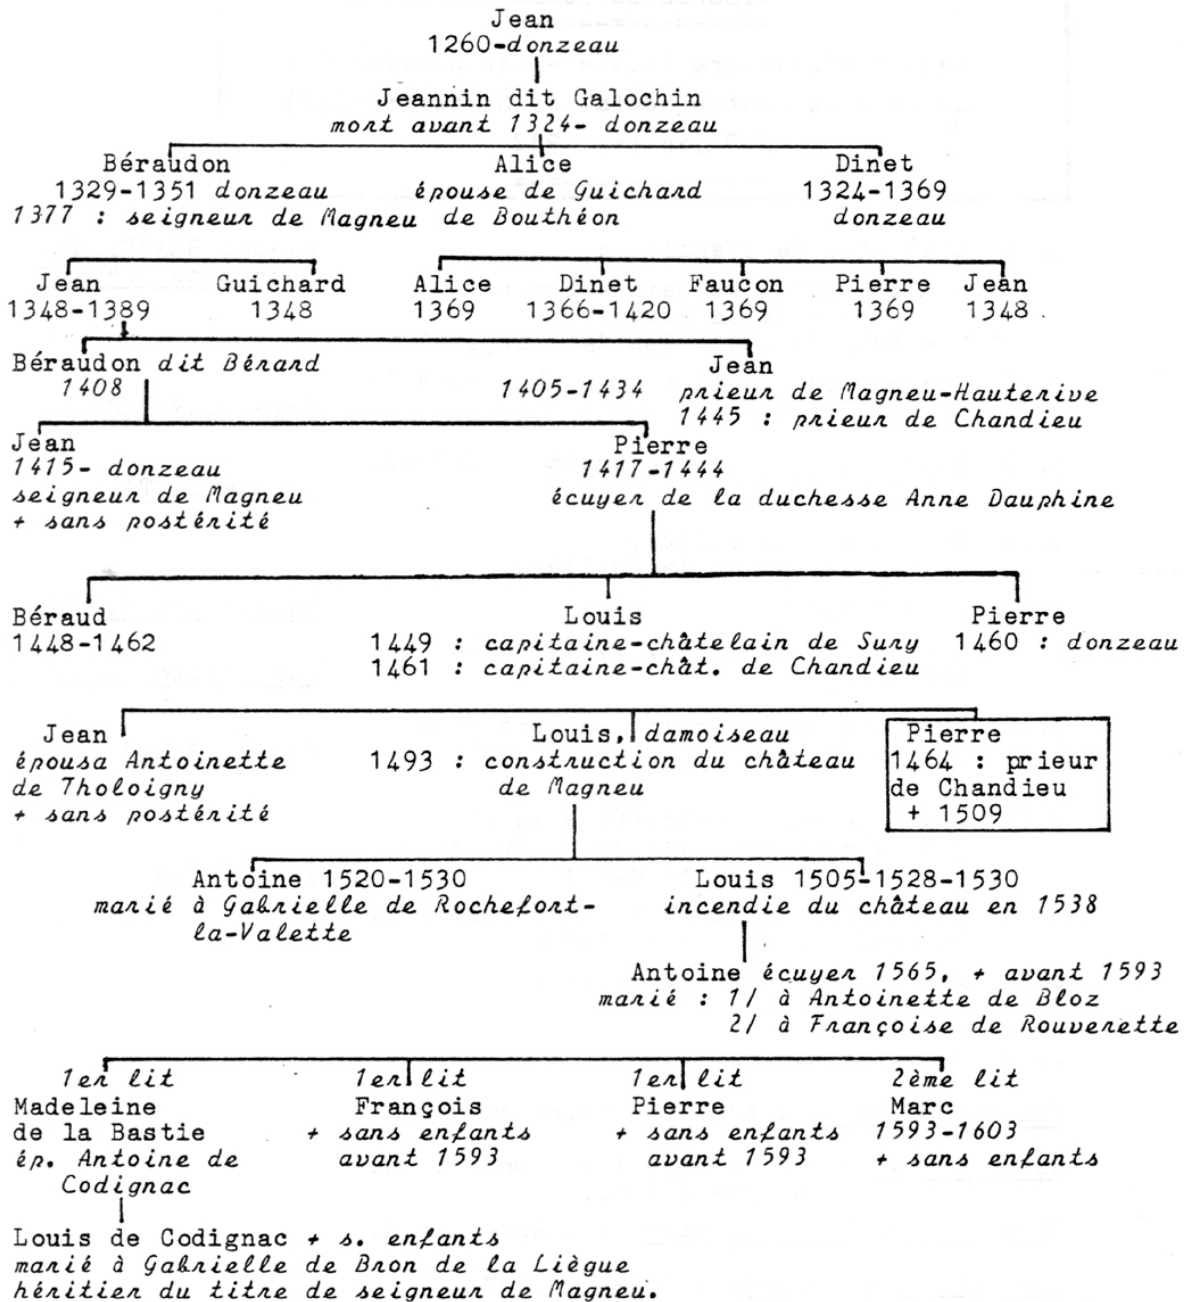 Jean
1260-donzeau
Jeannin dit Galochin
mort avant 1324- donzeau
Béraudon Alice Dinet
1329-1351 donzeau épouse de Guichard 1324-1369
1377 : seigneur de Magneu de Bouthéon donzeau
Jean Guichard Alice Dinet Faucon Pierre Jean
1348-1389 1348 1369 1366-1420 1369 1369 1348
Béraudon dit Bérard Jean
1408 1405-1434 prieur de Magneu-Hauterive
1445 : prieur de Chandieu
Jean Pierre
1415- donzeau 1417-1444
seigneur de Magneu écuyer de la duchesse Anne Dauphine
+ sans postérité
Béraud Louis Pierre
1448-1462 1449 : capitaine-châtelain de Sury 1460 : donzeau
1461 : capitaine-chât. de Chandieu
Jean Louis, damoiseau Pierre
épousa Antoinette 1493 : construction du château 1464 : prieur
de Tholoigny de Magneu de Chandieu
+ sans postérité + 1509
Antoine 1520-1530 Louis 1505-1528-1530
marié à Gabrielle de Rochefort- incendie du château en 1538
la-Valette
Antoine écuyer 1565, + avant 1593
marié : 1/ à Antoinette de Bloz
2/ à Françoise de Rouverette
1er lit 1er lit 1er lit 2ème lit
Madeleine François Pierre Marc
de la Bastie + sans enfants + sans enfants 1593-1603
ép. Antoine de avant 1593 avant 1593 + sans enfants
Codignac
Louis de Codignac + s. enfants
marié à Gabrielle de Bron de la Liègue
héritier du titre de seigneur de Magneu.